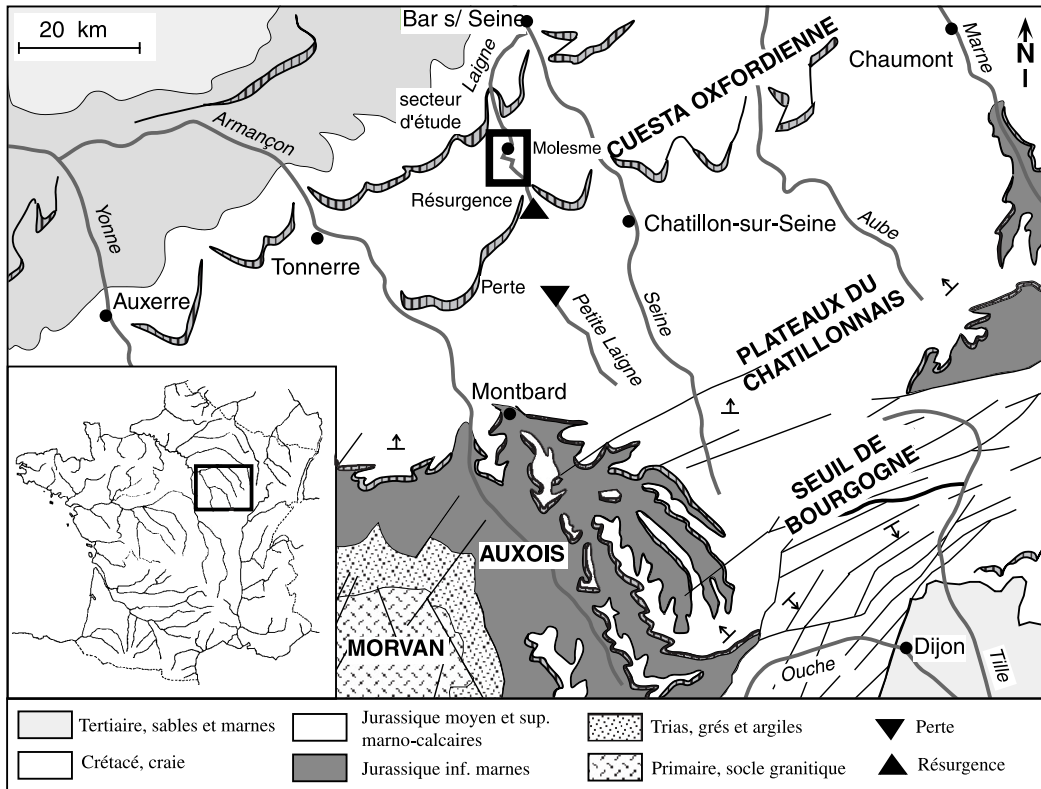 20 km
Bar s/ Seine
Laigne
Marne
N
Chaumont
secteur
d'étude
CUESTA OXFORDIENNE
Armançon
Molesme
Résurgence
Yonne
Chatillon-sur-Seine
Aube
Tonnerre
Auxerre
Perte
Petite Laigne
Seine
PLATEAUX DU
CHATILLONNAIS
Montbard
SEUIL DE
BOURGOGNE
AUXOIS
MORVAN
Ouche
Dijon
Tille
Tertiaire, sables et marnes
Crétacé, craie
Jurassique moyen et sup.
marno-calcaires
Jurassique inf. marnes
Trias, grés et argiles
Primaire, socle granitique
Perte
Résurgence